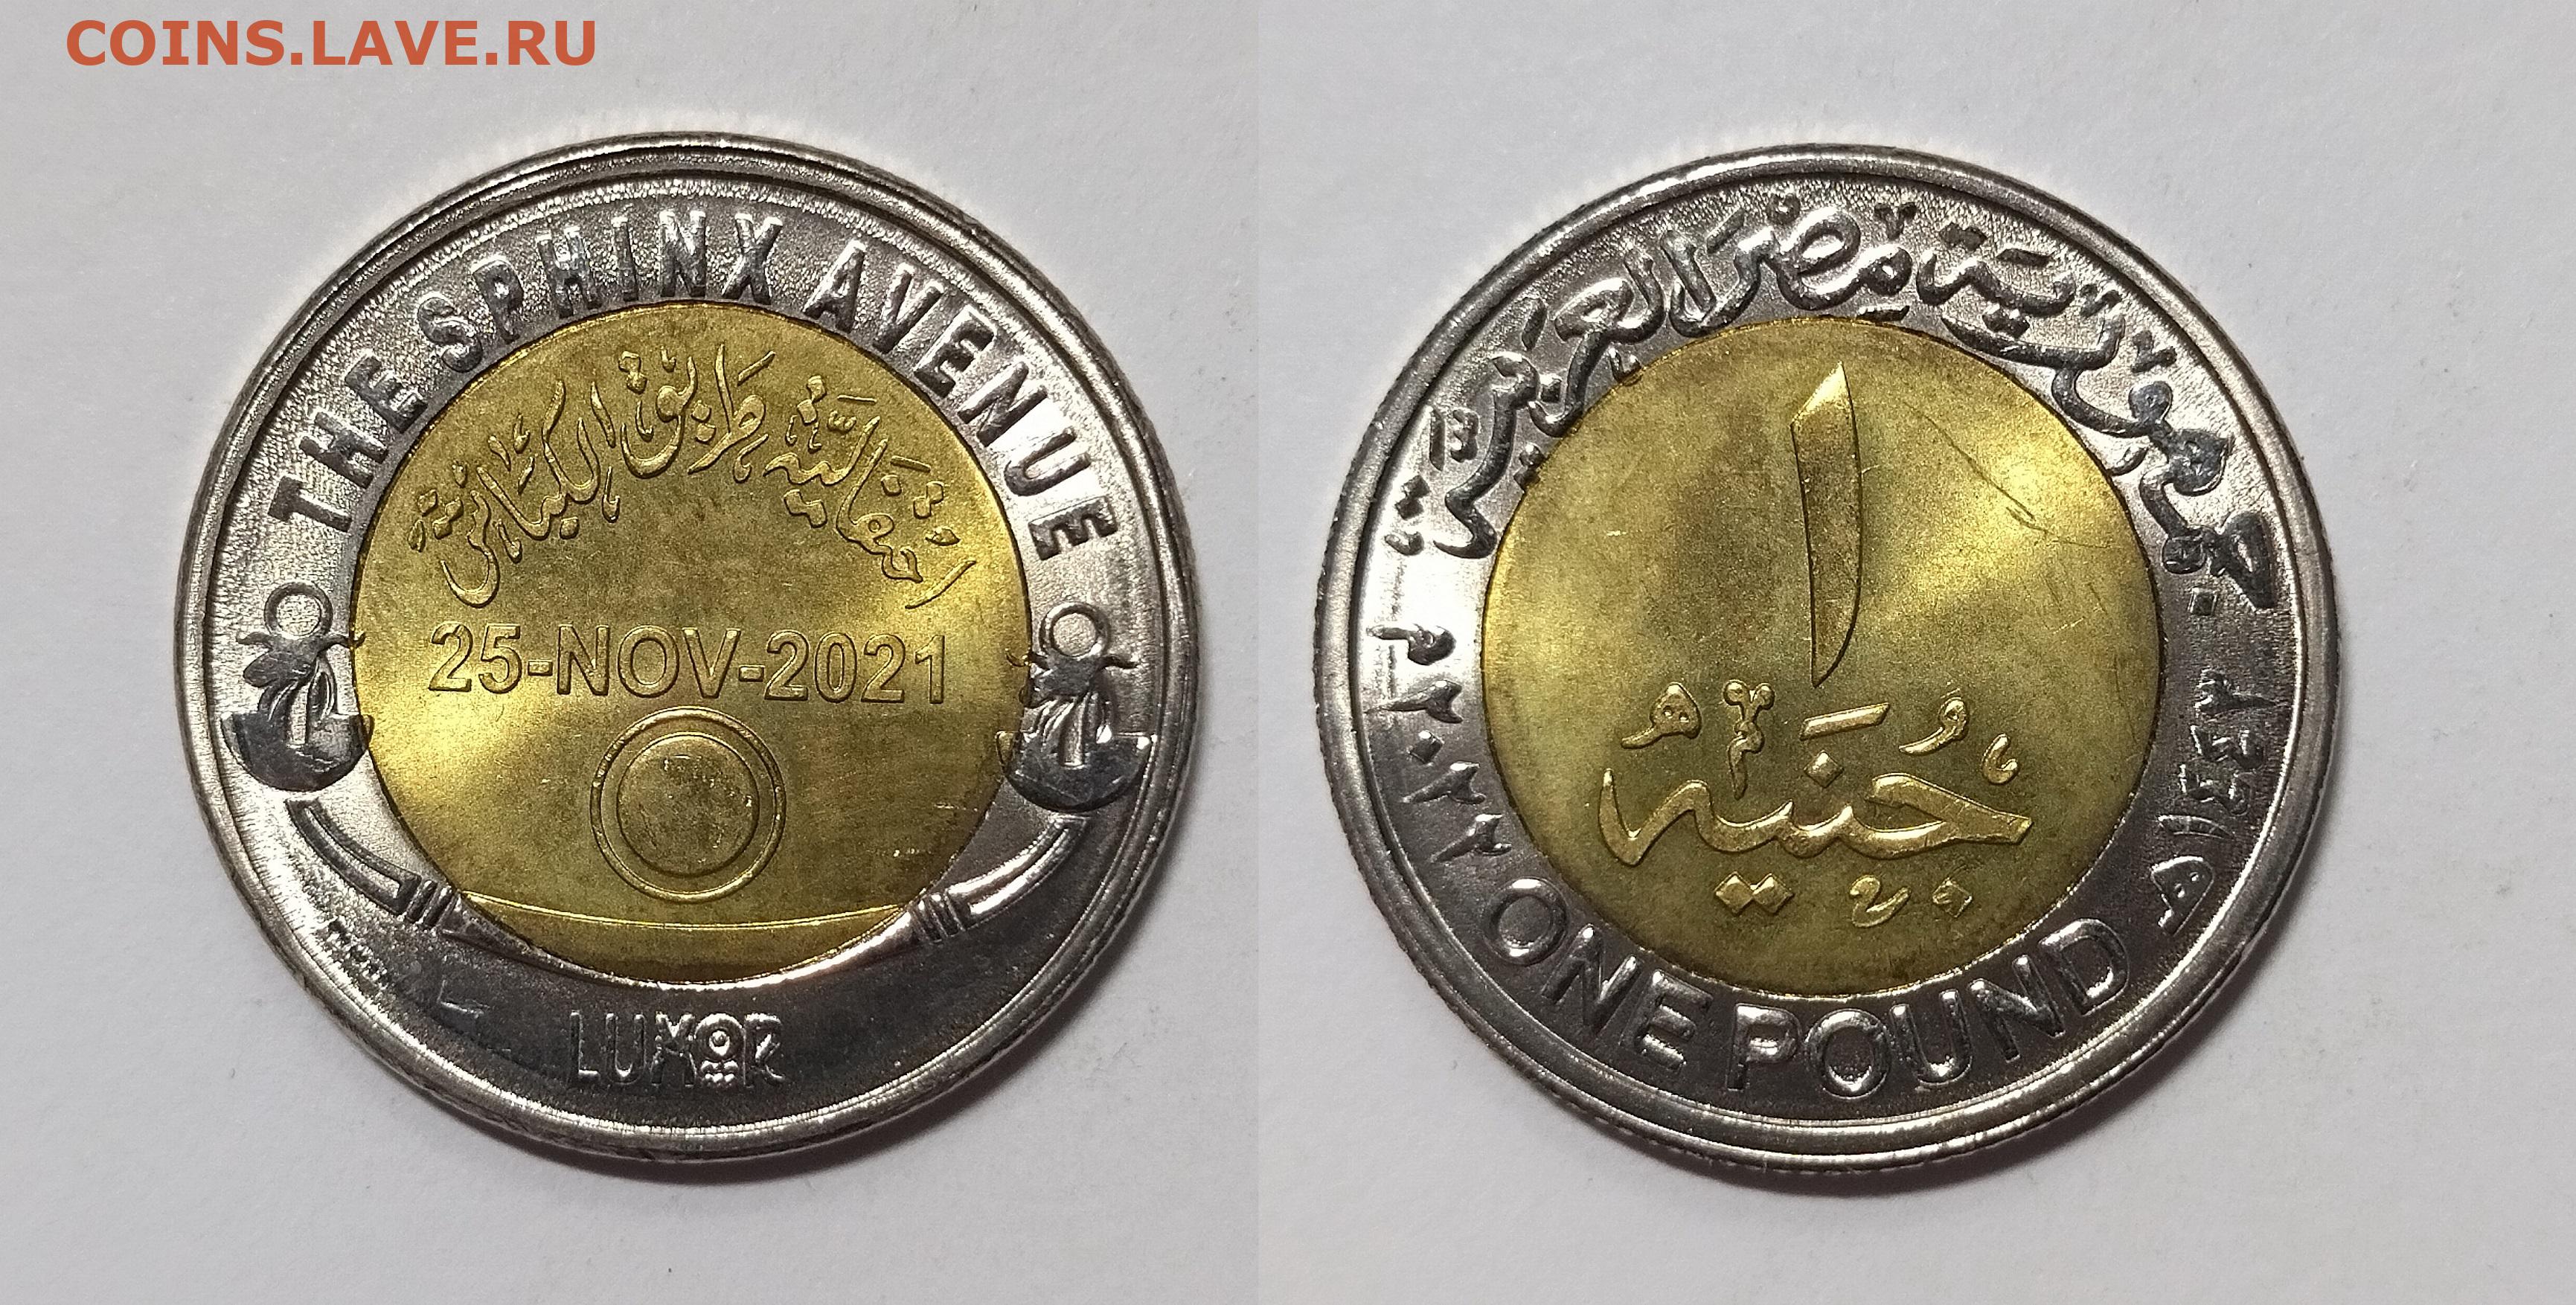 COINS.LAVE.RU
THE SPHINX AVENUE
احتفالية طريق الكباش
25-NOV-2021
LUXOR
جمهورية مصر العربية
١
جنيه
٢٠٢٢م
ONE POUND